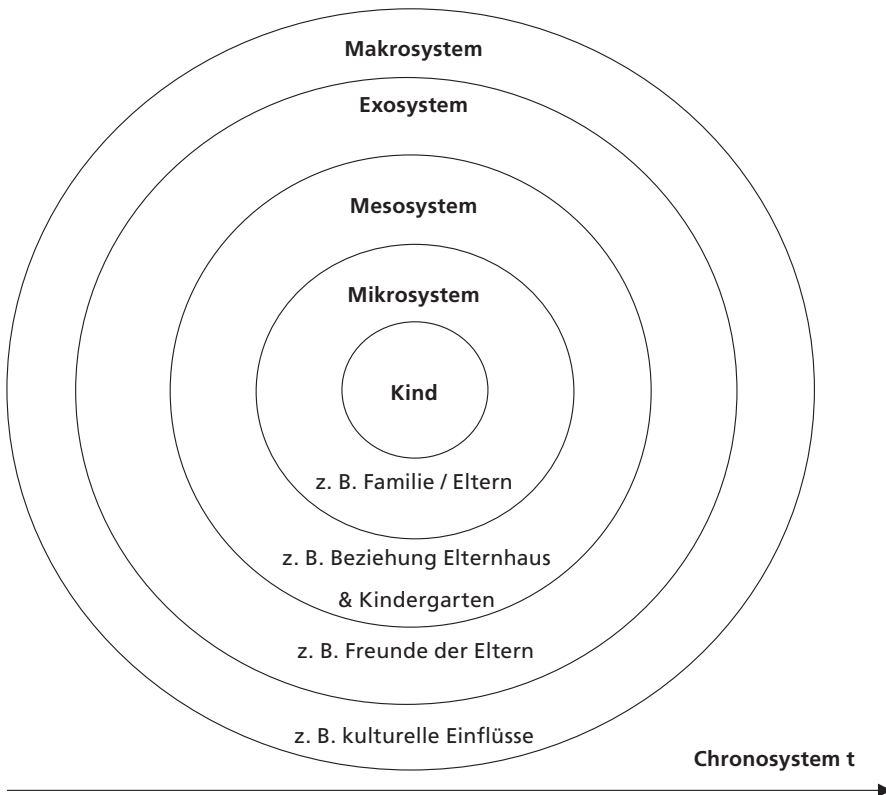 Makrosystem
Exosystem
Mesosystem
Mikrosystem
Kind
z. B. Familie / Eltern
z. B. Beziehung Elternhaus
& Kindergarten
z. B. Freunde der Eltern
z. B. kulturelle Einflüsse
Chronosystem t